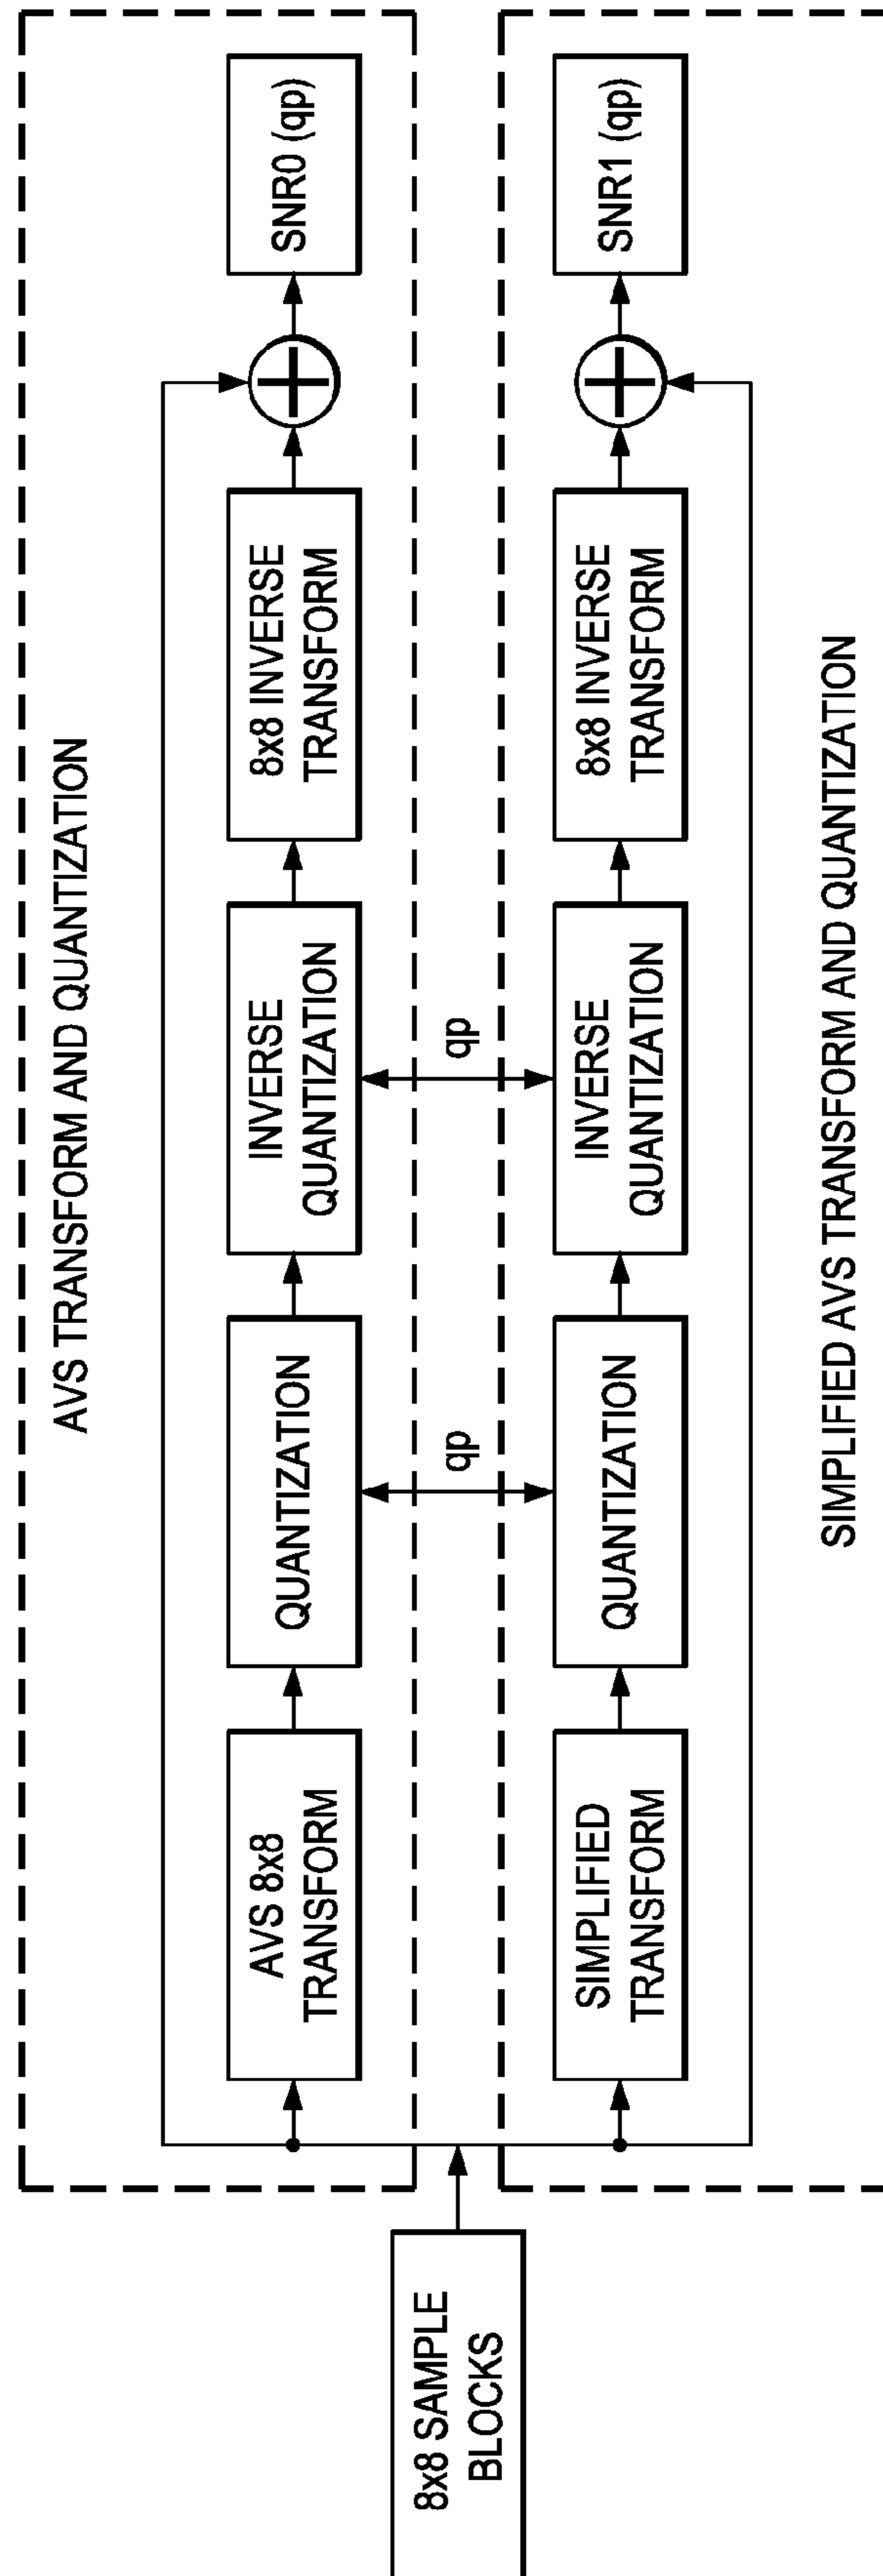 8x8 SAMPLE
BLOCKS
AVS TRANSFORM AND QUANTIZATION
AVS 8x8
TRANSFORM
QUANTIZATION
INVERSE
QUANTIZATION
8x8 INVERSE
TRANSFORM
SNR0 (qp)
qp
qp
SIMPLIFIED
TRANSFORM
QUANTIZATION
INVERSE
QUANTIZATION
8x8 INVERSE
TRANSFORM
SNR1 (qp)
SIMPLIFIED AVS TRANSFORM AND QUANTIZATION